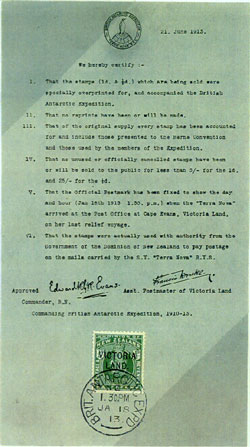 21. June 1913.
We hereby certify :-
I. That the stamps (1d. & ½d.) which are being sold were
specially overprinted for, and accompanied the British
Antarctic Expedition.
II. That no reprints have been or will be made.
III. That of the original supply every stamp has been accounted
for and include those presented to the Berne Convention
and those used by the members of the Expedition.
IV. That no unused or officially cancelled stamps have been
or will be sold to the public for less than 5/- for the 1d.
and 25/- for the ½d.
V. That the Official Postmark has been fixed to show the day
and hour (Jan 18th 1913 1.30. p.m.) when the "Terra Nova"
arrived at the Post Office at Cape Evans, Victoria Land,
on her last relief voyage.
VI. That the stamps were actually used with authority from the
Government of the Dominion of New Zealand to pay postage
on the mails carried by the S.Y. "Terra Nova" R.Y.S.
Approved Edward R.G.R. Evans. Francis Drake Asst. Postmaster of Victoria Land
Commander, R.N.
Commanding British Antarctic Expedition, 1910-13.
VICTORIA
LAND.
BRIT. ANTARCTIC EXPD.
1.30PM
JA 18
13